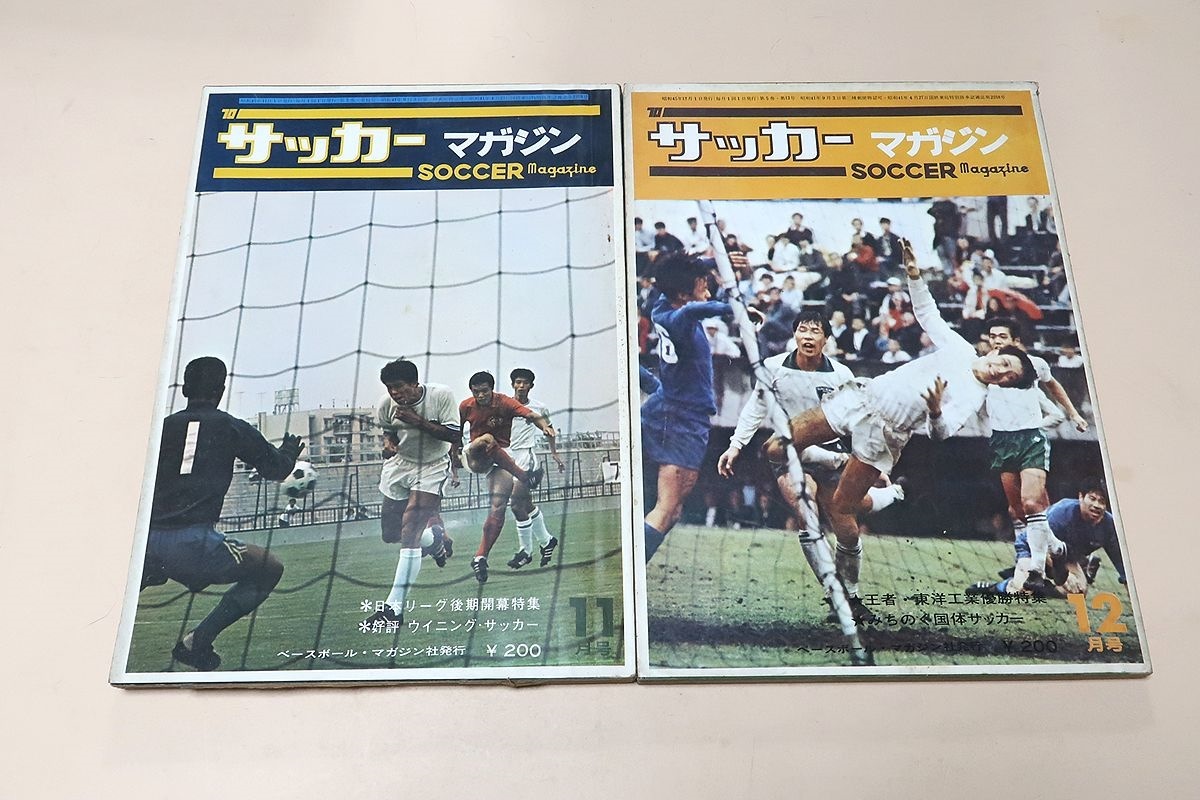 '70
サッカー マガジン
SOCCER Magazine
1
*日本リーグ後期開幕特集
*好評 ウイニング・サッカー
11
月号
ベースボール・マガジン社発行 ¥200
'70
サッカー マガジン
SOCCER Magazine
王者・東洋工業優勝特集
みちのく国体サッカー
12
月号
ベースボール・マガジン社発行 ¥200